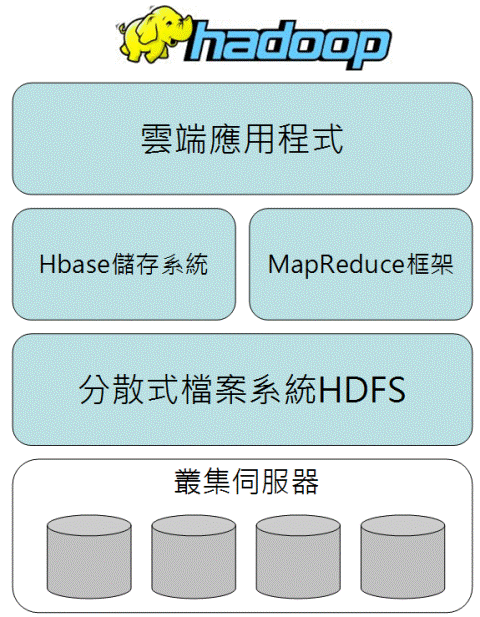 hadoop
雲端應用程式
Hbase儲存系統
MapReduce框架
分散式檔案系統HDFS
叢集伺服器